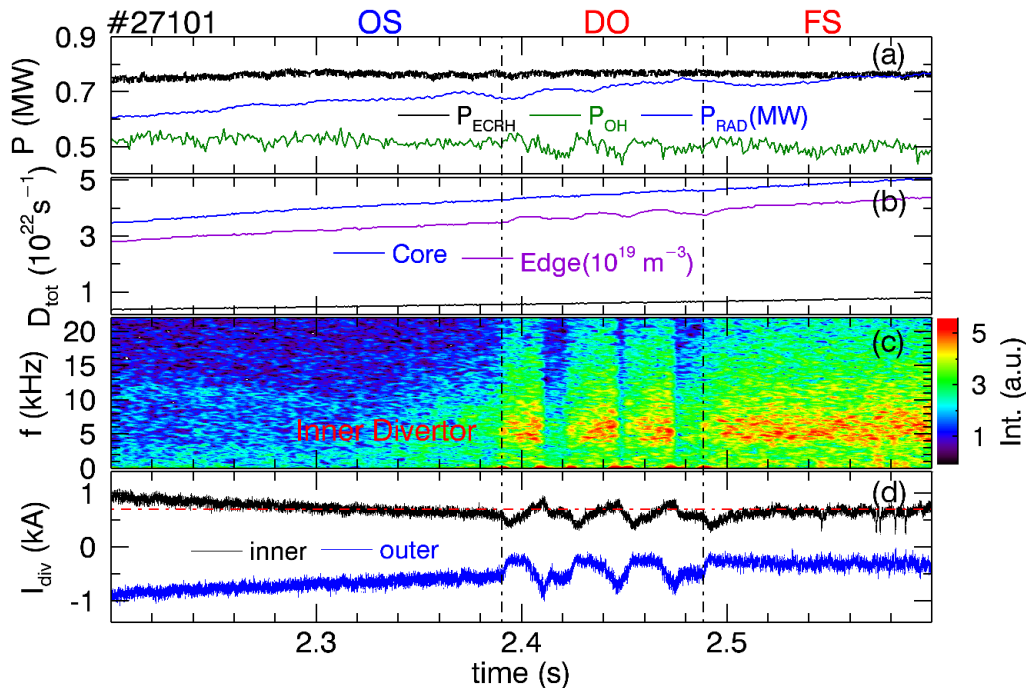 #27101 OS DO FS
0.9 (a)
0.7
P (MW)
P_ECRH P_OH P_RAD(MW)
0.5
5 (b)
3
D_tot (10^22 s^−1)
Core Edge(10^19 m^−3)
1
20 (c)
15
f (kHz)
10
5 Inner Divertor
0
5
3
1
Int. (a.u.)
1 (d)
I_div (kA)
0
inner outer
-1
2.3 2.4 2.5
time (s)